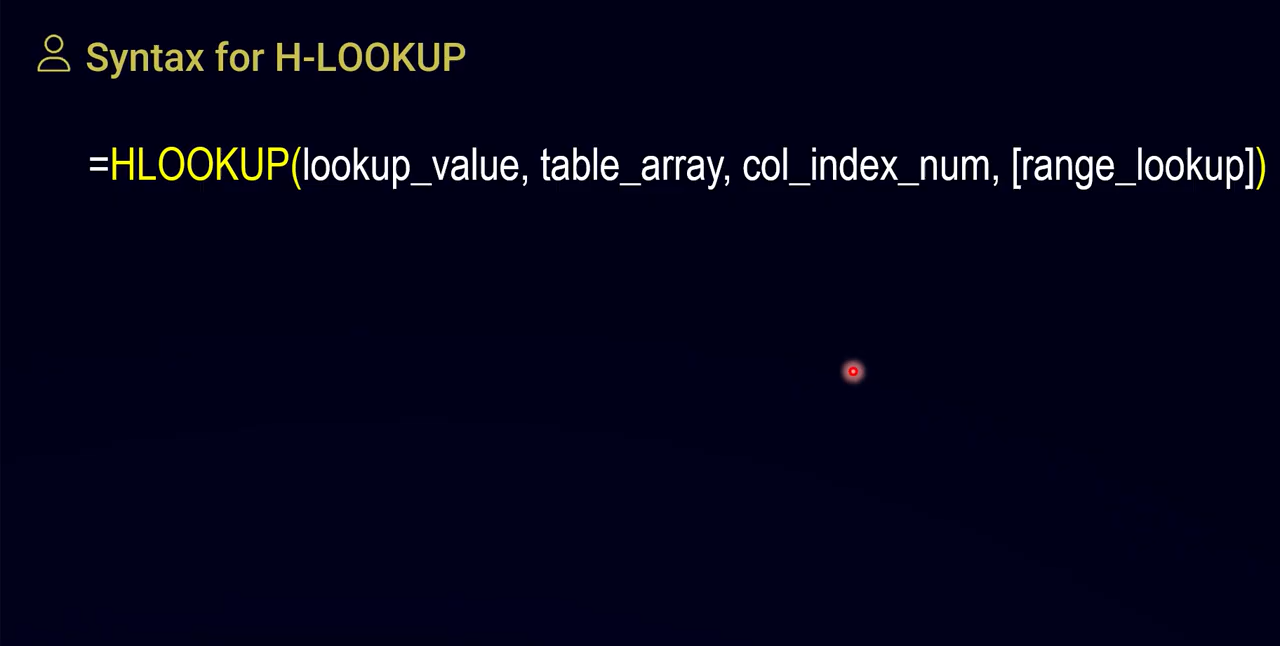 Syntax for H-LOOKUP
=HLOOKUP(lookup_value, table_array, col_index_num, [range_lookup])